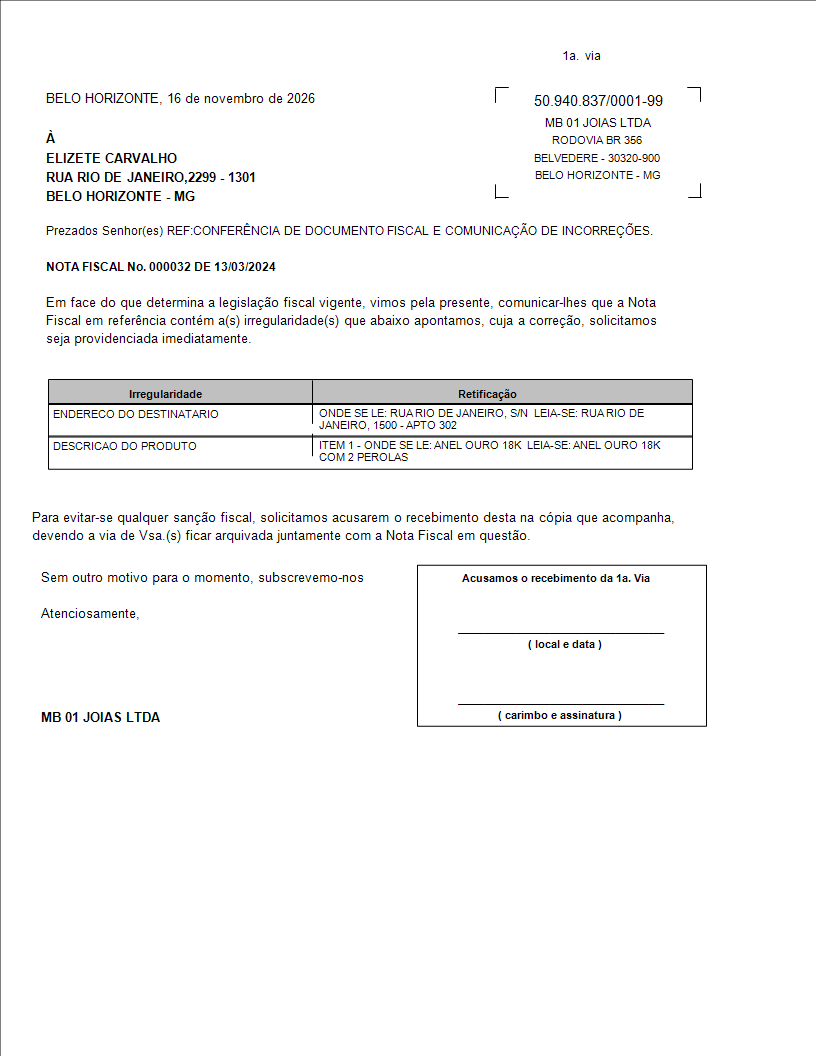 1a. via
BELO HORIZONTE, 16 de novembro de 2026
50.940.837/0001-99
MB 01 JOIAS LTDA
RODOVIA BR 356
BELVEDERE - 30320-900
BELO HORIZONTE - MG
À
ELIZETE CARVALHO
RUA RIO DE JANEIRO,2299 - 1301
BELO HORIZONTE - MG
Prezados Senhor(es) REF:CONFERÊNCIA DE DOCUMENTO FISCAL E COMUNICAÇÃO DE INCORREÇÕES.
NOTA FISCAL No. 000032 DE 13/03/2024
Em face do que determina a legislação fiscal vigente, vimos pela presente, comunicar-lhes que a Nota
Fiscal em referência contém a(s) irregularidade(s) que abaixo apontamos, cuja a correção, solicitamos
seja providenciada imediatamente.
Irregularidade Retificação
ENDERECO DO DESTINATARIO
ONDE SE LE: RUA RIO DE JANEIRO, S/N LEIA-SE: RUA RIO DE
JANEIRO, 1500 - APTO 302
DESCRICAO DO PRODUTO
ITEM 1 - ONDE SE LE: ANEL OURO 18K LEIA-SE: ANEL OURO 18K
COM 2 PEROLAS
Para evitar-se qualquer sanção fiscal, solicitamos acusarem o recebimento desta na cópia que acompanha,
devendo a via de Vsa.(s) ficar arquivada juntamente com a Nota Fiscal em questão.
Sem outro motivo para o momento, subscrevemo-nos
Atenciosamente,
MB 01 JOIAS LTDA
Acusamos o recebimento da 1a. Via
( local e data )
( carimbo e assinatura )